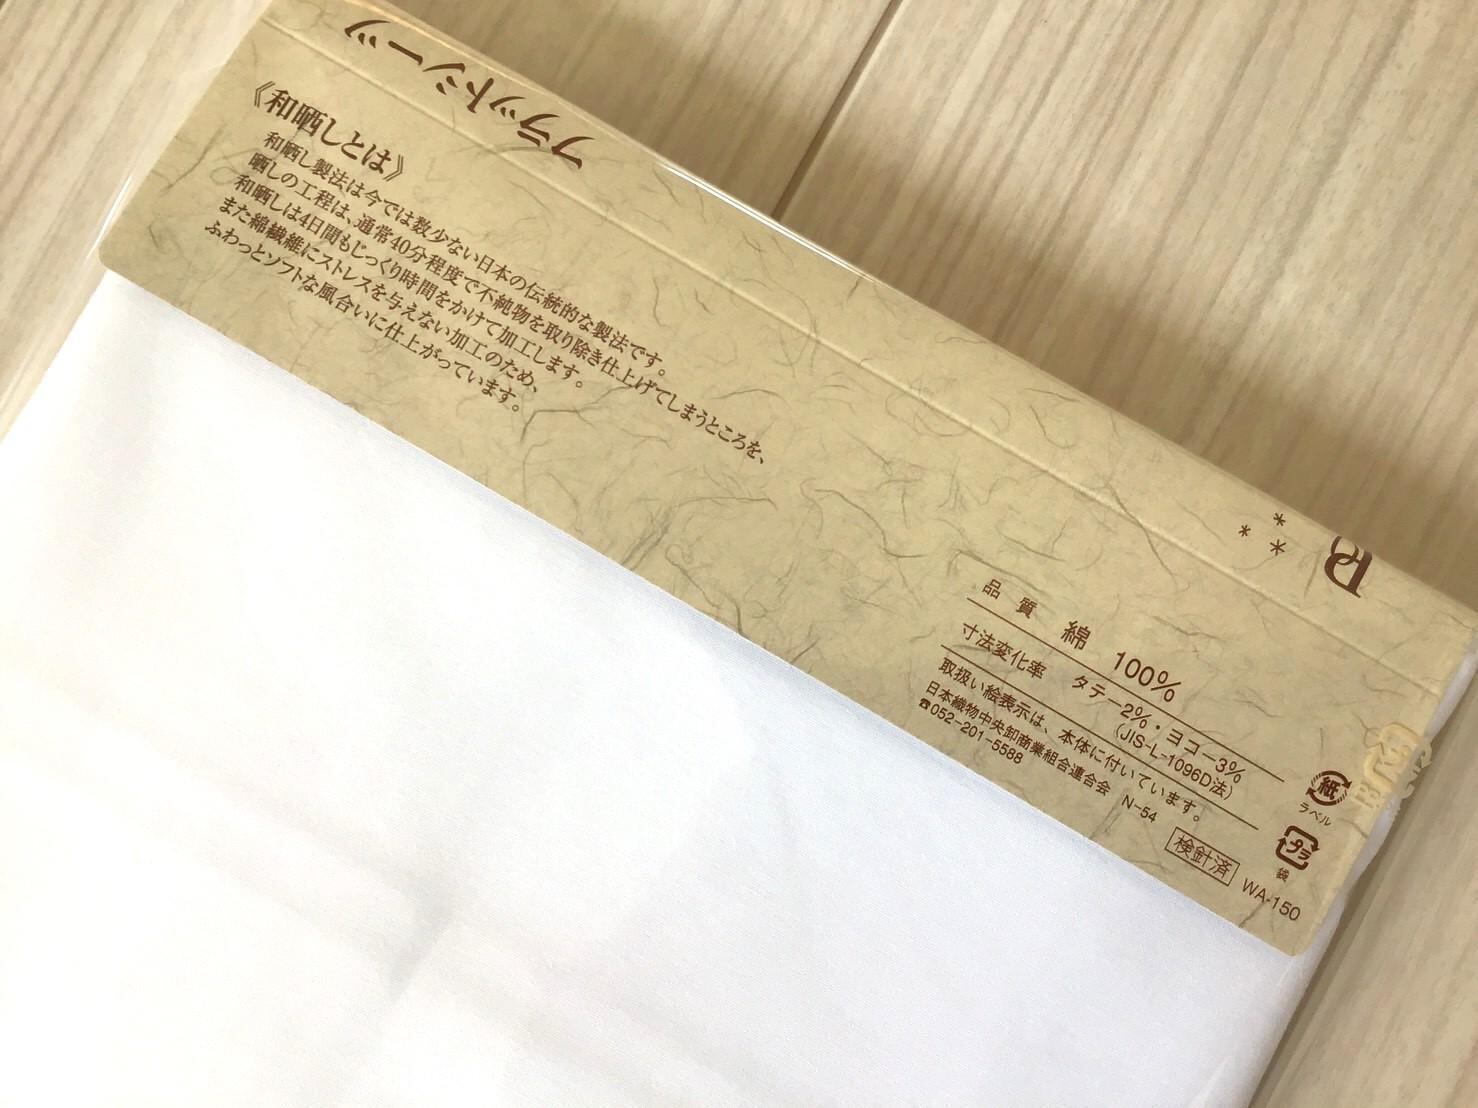 フラットシーツ
《和晒しとは》
和晒し製法は今では数少ない日本の伝統的な製法です。
晒しの工程は、通常40分程度で不純物を取り除き仕上げてしまうところを、
和晒しは4日間もじっくり時間をかけて加工します。
また綿繊維にストレスを与えない加工のため、
ふわっとソフトな風合いに仕上がっています。
品質 綿 100%
寸法変化率 タテー2%・ヨコー3%
(JIS-L-1096D法)
取扱い絵表示は、本体に付いています。
日本織物中央卸商業組合連合会 N-54
☎052-201-5588
検針済 WA-150
紙
ラベル
プラ
袋